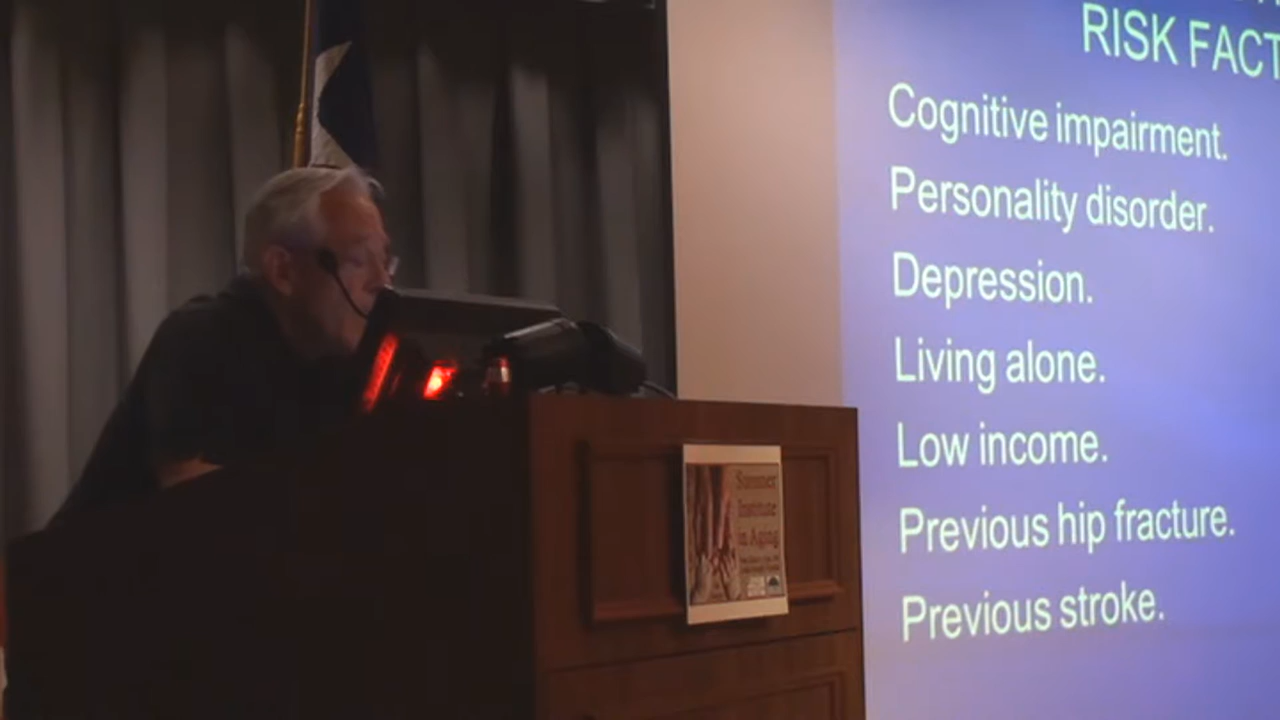 RISK FACT
Cognitive impairment.
Personality disorder.
Depression.
Living alone.
Low income.
Previous hip fracture.
Previous stroke.
Summer
Institute
in Aging